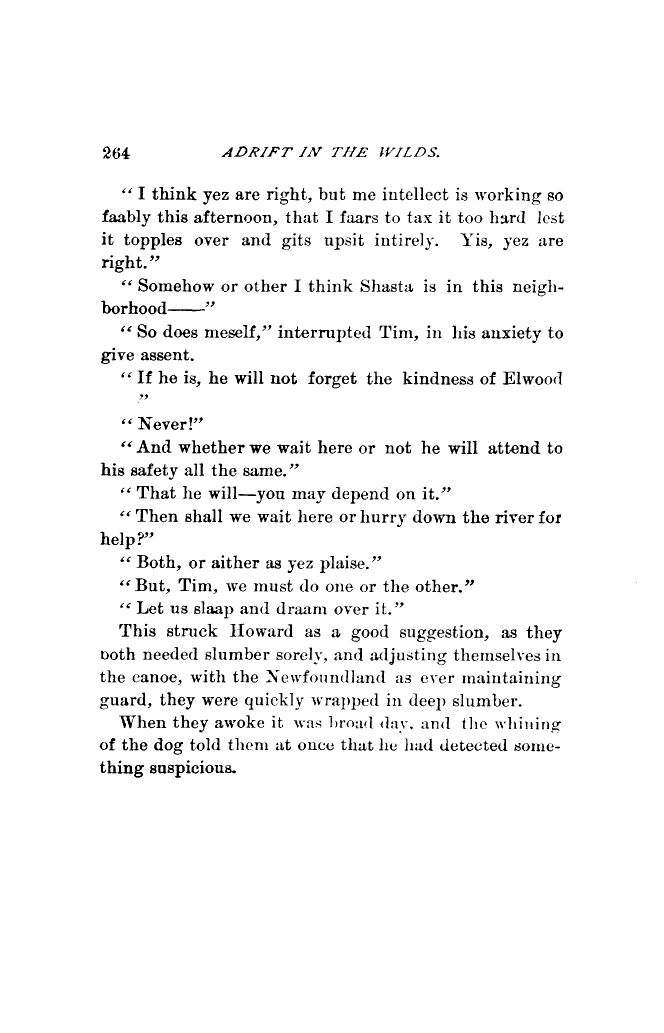 264 ADRIFT IN THE WILDS.
“ I think yez are right, but me intellect is working so
faably this afternoon, that I faars to tax it too hard lest
it topples over and gits upsit intirely. Yis, yez are
right.”
“ Somehow or other I think Shasta is in this neigh-
borhood——”
“ So does meself,” interrupted Tim, in his anxiety to
give assent.
“ If he is, he will not forget the kindness of Elwood
”
“ Never!”
“ And whether we wait here or not he will attend to
his safety all the same.”
“ That he will—you may depend on it.”
“ Then shall we wait here or hurry down the river for
help?”
“ Both, or aither as yez plaise.”
“ But, Tim, we must do one or the other.”
“ Let us slaap and draam over it.”
This struck Howard as a good suggestion, as they
both needed slumber sorely, and adjusting themselves in
the canoe, with the Newfoundland as ever maintaining
guard, they were quickly wrapped in deep slumber.
When they awoke it was broad day, and the whining
of the dog told them at once that he had detected some-
thing suspicious.